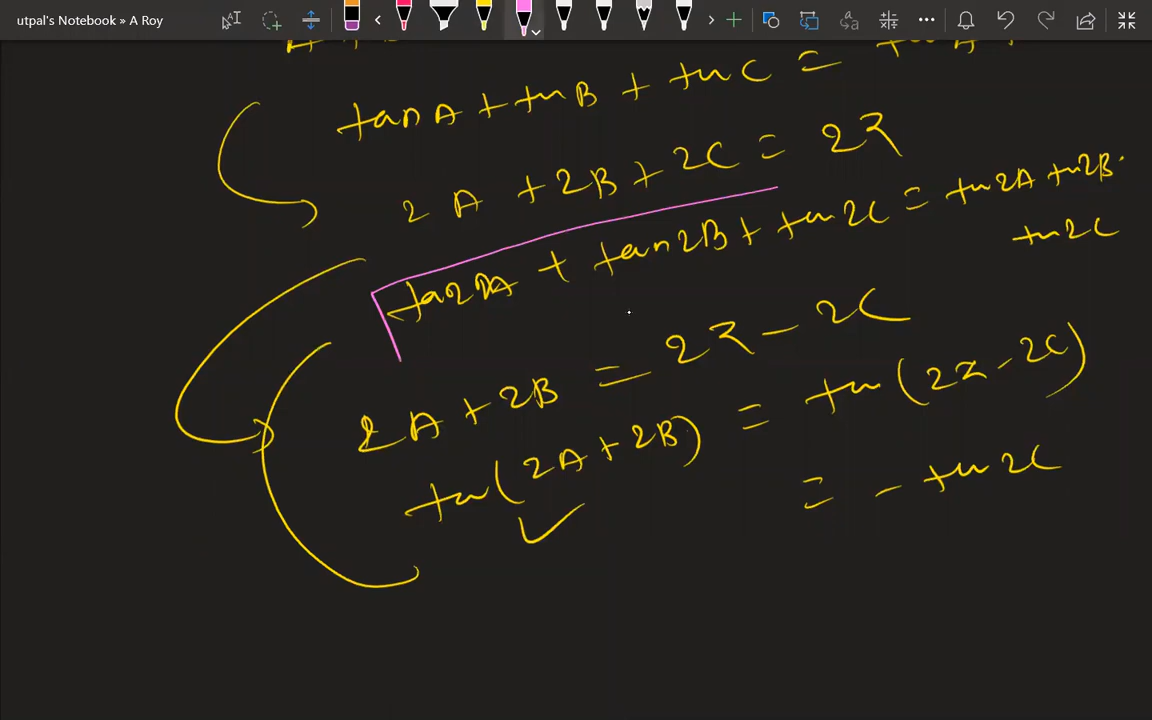 utpal's Notebook » A Roy
tanA + tanB + tanC = tanA
2A + 2B + 2C = 2π
tan2A + tan2B + tan2C = tan2A tan2B.
tan2C
2A + 2B = 2π - 2C
tan(2A + 2B) = tan(2π - 2C)
= - tan2C